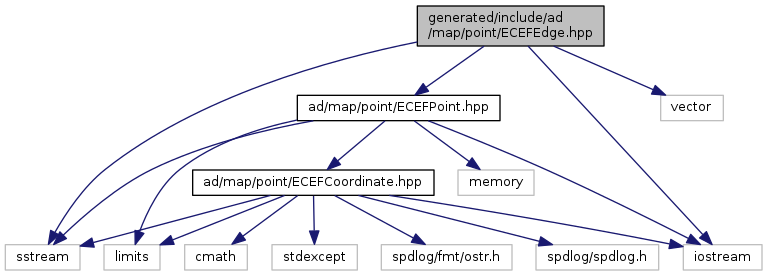 generated/include/ad
/map/point/ECEFEdge.hpp
ad/map/point/ECEFPoint.hpp
vector
ad/map/point/ECEFCoordinate.hpp
memory
sstream
limits
cmath
stdexcept
spdlog/fmt/ostr.h
spdlog/spdlog.h
iostream